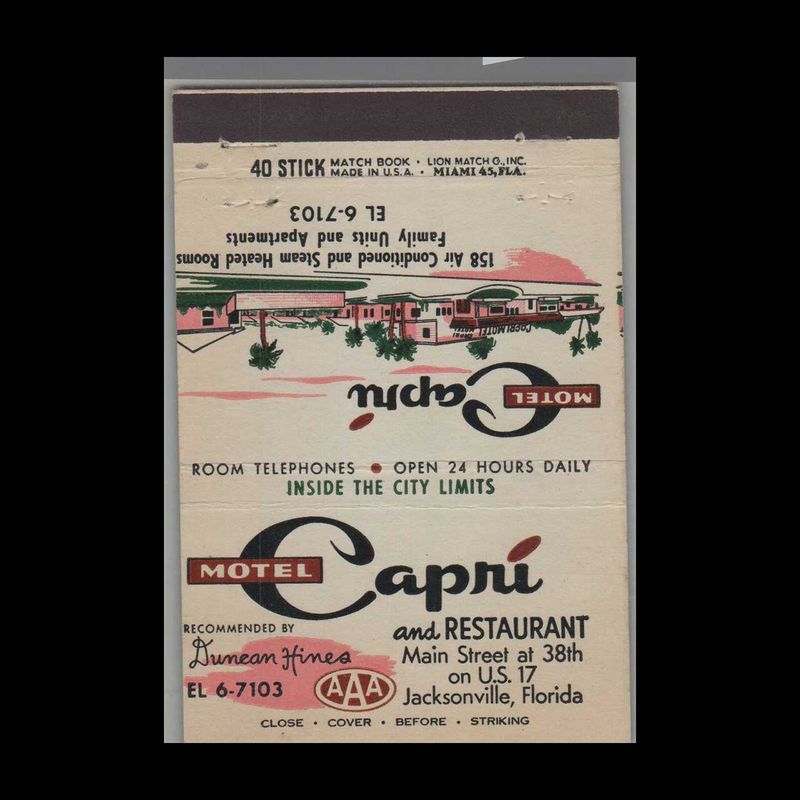 40 STICK MATCH BOOK · LION MATCH CO., INC.
MADE IN U.S.A. · MIAMI 45, FLA.
MOTEL Capri
CAPRI MOTEL
158 Air Conditioned and Steam Heated Rooms
Family Units and Apartments
EL 6-7103
ROOM TELEPHONES • OPEN 24 HOURS DAILY
INSIDE THE CITY LIMITS
MOTEL Capri
and RESTAURANT
RECOMMENDED BY
Duncan Hines
EL 6-7103
AAA
Main Street at 38th
on U.S. 17
Jacksonville, Florida
CLOSE · COVER · BEFORE · STRIKING